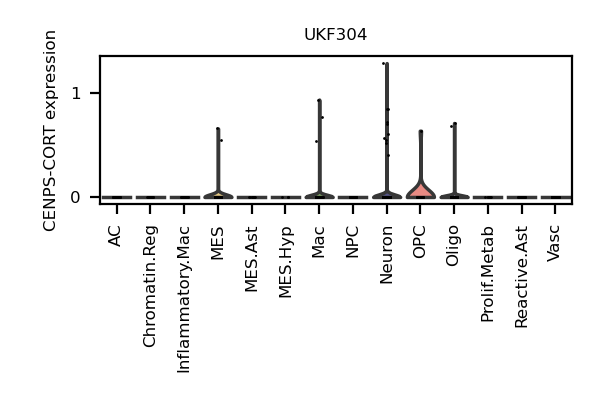 UKF304
CENPS-CORT expression
1
0
AC
Chromatin.Reg
Inflammatory.Mac
MES
MES.Ast
MES.Hyp
Mac
NPC
Neuron
OPC
Oligo
Prolif.Metab
Reactive.Ast
Vasc